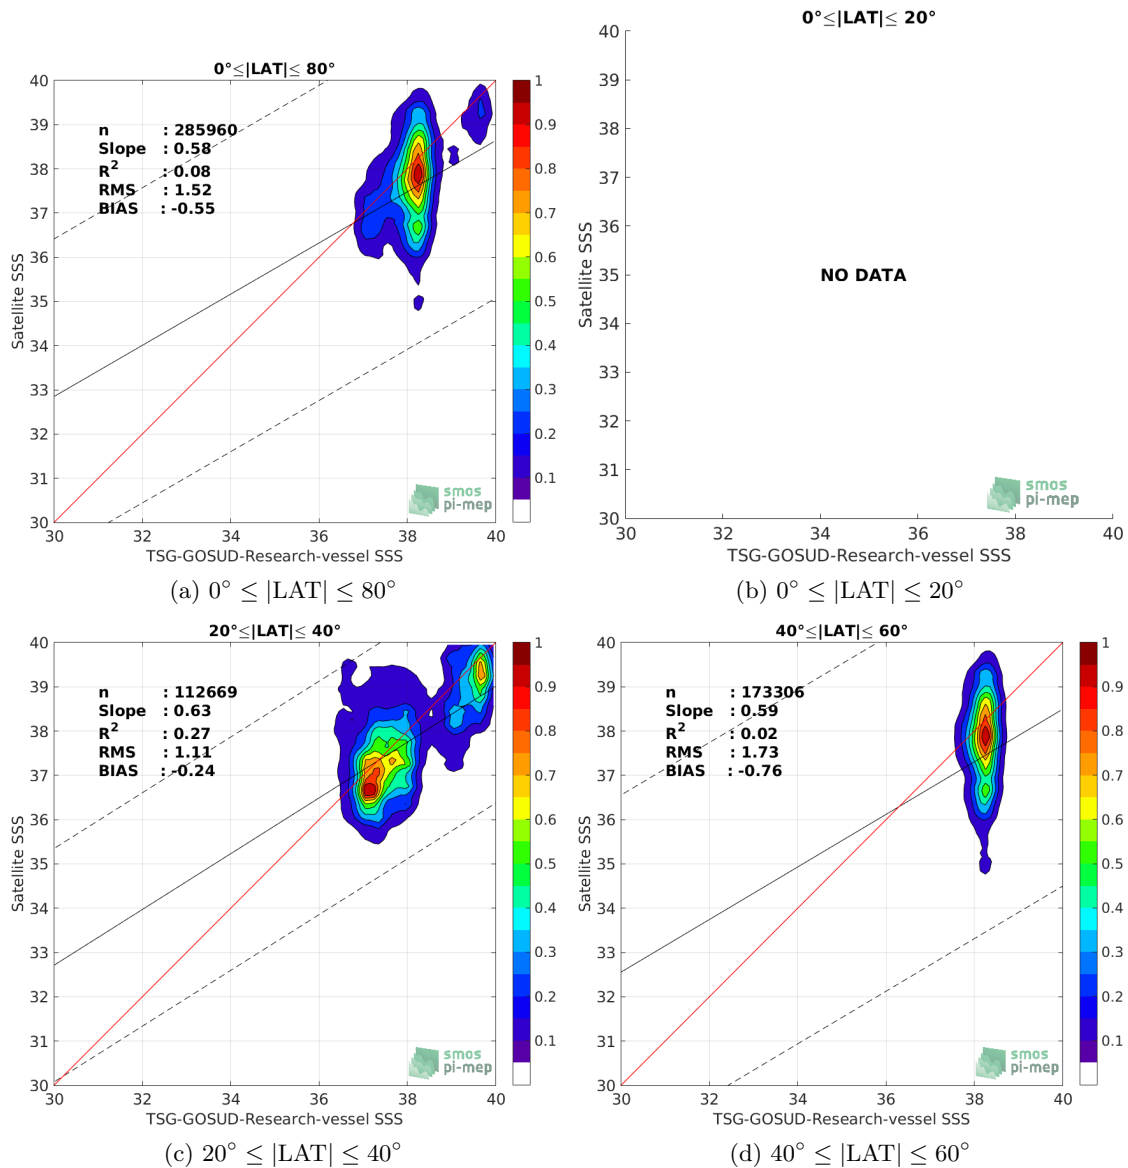 0°≤|LAT|≤ 80°
40
39
38
37
36
35
34
33
32
31
30
30 32 34 36 38 40
Satellite SSS
TSG-GOSUD-Research-vessel SSS
n : 285960
Slope : 0.58
R2 : 0.08
RMS : 1.52
BIAS : -0.55
smos
pi-mep
1
0.9
0.8
0.7
0.6
0.5
0.4
0.3
0.2
0.1
(a) 0° ≤ |LAT| ≤ 80°
0°≤|LAT|≤ 20°
40
39
38
37
36
35
34
33
32
31
30
30 32 34 36 38 40
Satellite SSS
TSG-GOSUD-Research-vessel SSS
NO DATA
smos
pi-mep
(b) 0° ≤ |LAT| ≤ 20°
20°≤|LAT|≤ 40°
40
39
38
37
36
35
34
33
32
31
30
30 32 34 36 38 40
Satellite SSS
TSG-GOSUD-Research-vessel SSS
n : 112669
Slope : 0.63
R2 : 0.27
RMS : 1.11
BIAS : -0.24
smos
pi-mep
1
0.9
0.8
0.7
0.6
0.5
0.4
0.3
0.2
0.1
(c) 20° ≤ |LAT| ≤ 40°
40°≤|LAT|≤ 60°
40
39
38
37
36
35
34
33
32
31
30
30 32 34 36 38 40
Satellite SSS
TSG-GOSUD-Research-vessel SSS
n : 173306
Slope : 0.59
R2 : 0.02
RMS : 1.73
BIAS : -0.76
smos
pi-mep
1
0.9
0.8
0.7
0.6
0.5
0.4
0.3
0.2
0.1
(d) 40° ≤ |LAT| ≤ 60°